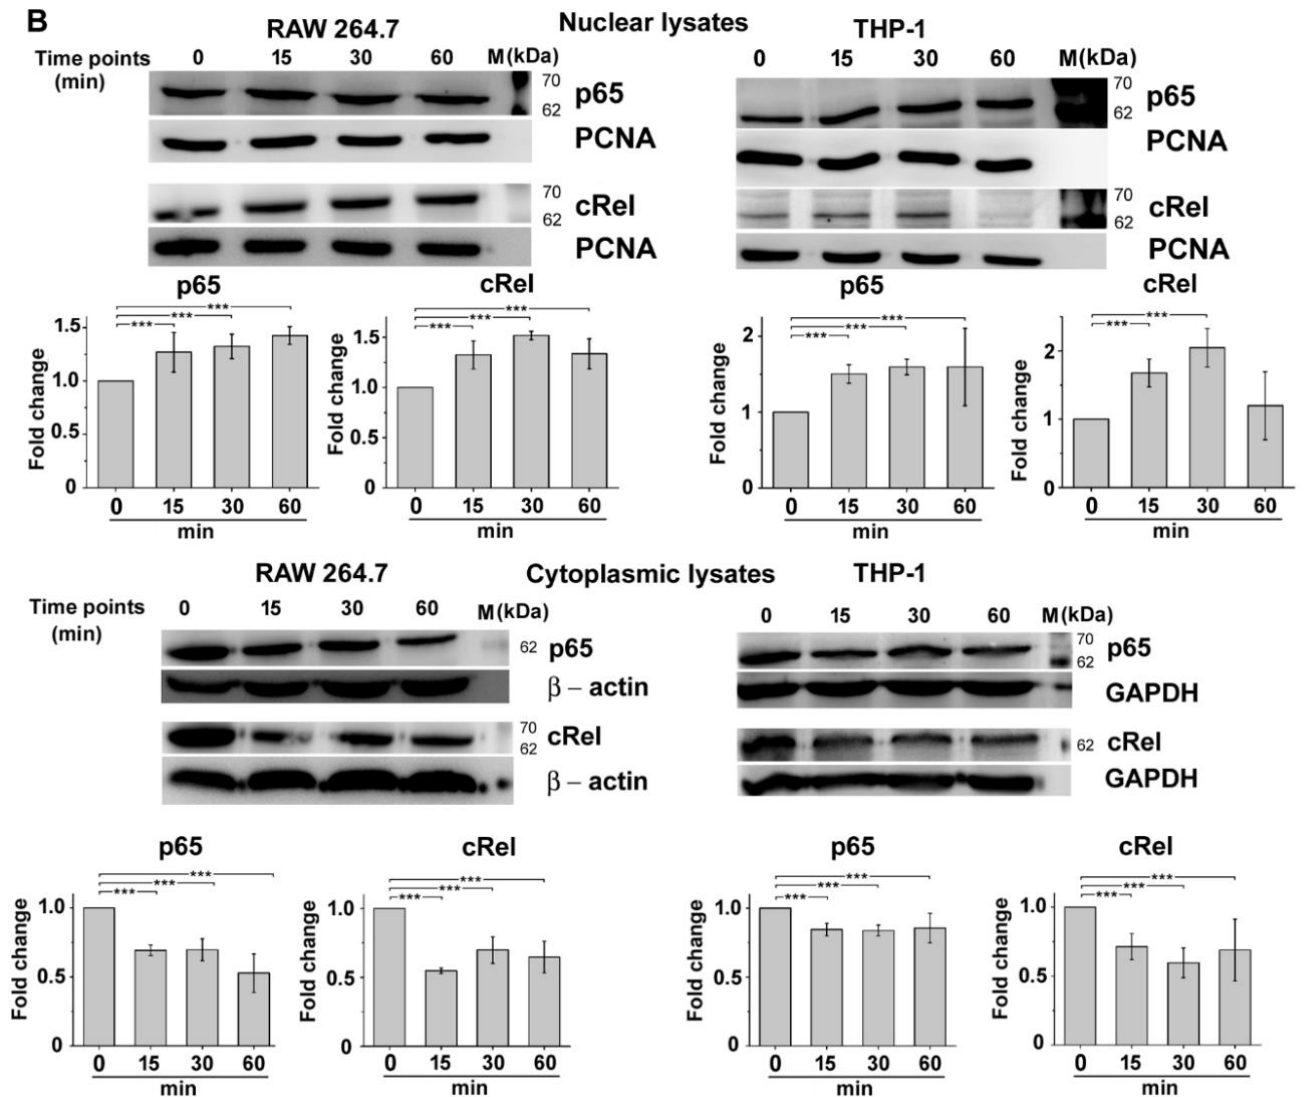 B
Nuclear lysates
RAW 264.7
THP-1
Time points (min)
0 15 30 60 M (kDa)
0 15 30 60 M (kDa)
70
62
p65
70
62
p65
PCNA
PCNA
70
62
cRel
70
62
cRel
PCNA
PCNA
p65
***
***
***
Fold change
1.5
1.0
0.5
0
0 15 30 60
min
cRel
***
***
***
Fold change
1.5
1.0
0.5
0
0 15 30 60
min
p65
***
***
***
Fold change
2
1
0
0 15 30 60
min
cRel
***
***
Fold change
2
1
0
0 15 30 60
min
Cytoplasmic lysates
RAW 264.7
THP-1
Time points (min)
0 15 30 60 M (kDa)
0 15 30 60 M (kDa)
62
p65
70
62
p65
β – actin
GAPDH
70
62
cRel
62
cRel
β – actin
GAPDH
p65
***
***
***
Fold change
1.0
0.5
0
0 15 30 60
min
cRel
***
***
***
Fold change
1.0
0.5
0
0 15 30 60
min
p65
***
***
***
Fold change
1.0
0.5
0
0 15 30 60
min
cRel
***
***
***
Fold change
1.0
0.5
0
0 15 30 60
min